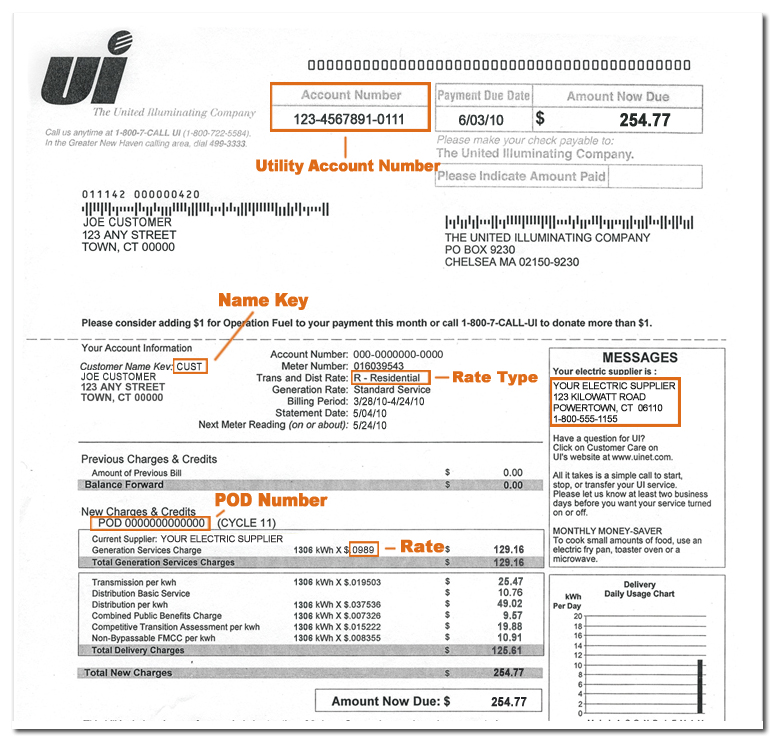 ui
The United Illuminating Company
Call us anytime at 1-800-7-CALL UI (1-800-722-5584).
In the Greater New Haven calling area, dial 499-3333.
Account Number
123-4567891-0111
Utility Account Number
Payment Due Date
6/03/10
Amount Now Due
$ 254.77
Please make your check payable to:
The United Illuminating Company.
Please Indicate Amount Paid
011142 000000420
JOE CUSTOMER
123 ANY STREET
TOWN, CT 00000
THE UNITED ILLUMINATING COMPANY
PO BOX 9230
CHELSEA MA 02150-9230
Name Key
Please consider adding $1 for Operation Fuel to your payment this month or call 1-800-7-CALL-UI to donate more than $1.
Your Account Information
Customer Name Key: CUST
JOE CUSTOMER
123 ANY STREET
TOWN, CT 00000
Account Number: 000-0000000-0000
Meter Number: 016039543
Trans and Dist Rate: R - Residential
Rate Type
Generation Rate: Standard Service
Billing Period: 3/28/10-4/24/10
Statement Date: 5/04/10
Next Meter Reading (on or about): 5/24/10
Previous Charges & Credits
Amount of Previous Bill $ 0.00
Balance Forward $ 0.00
POD Number
New Charges & Credits
POD 0000000000000 (CYCLE 11)
Current Supplier: YOUR ELECTRIC SUPPLIER
Generation Services Charge 1306 kWh X $ 0989 Rate $ 129.16
Total Generation Services Charges $ 129.16
Transmission per kwh 1306 kWh X $.019503 $ 25.47
Distribution Basic Service $ 10.76
Distribution per kwh 1306 kWh X $.037536 $ 49.02
Combined Public Benefits Charge 1306 kWh X $.007326 $ 9.57
Competitive Transition Assessment per kwh 1306 kWh X $.015222 $ 19.88
Non-Bypassable FMCC per kwh 1306 kWh X $.008355 $ 10.91
Total Delivery Charges $ 125.61
Total New Charges $ 254.77
Amount Now Due: $ 254.77
MESSAGES
Your electric supplier is :
YOUR ELECTRIC SUPPLIER
123 KILOWATT ROAD
POWERTOWN, CT 06110
1-800-555-1155
Have a question for UI?
Click on Customer Care on
UI's website at www.uinet.com.
All it takes is a simple call to start,
stop, or transfer your UI service.
Please let us know at least two business
days before you want your service turned
on or off.
MONTHLY MONEY-SAVER
To cook small amounts of food, use an
electric fry pan, toaster oven or a
microwave.
Delivery
Daily Usage Chart
kWh
Per Day
20
18
16
14
12
10
8
6
4
2
0